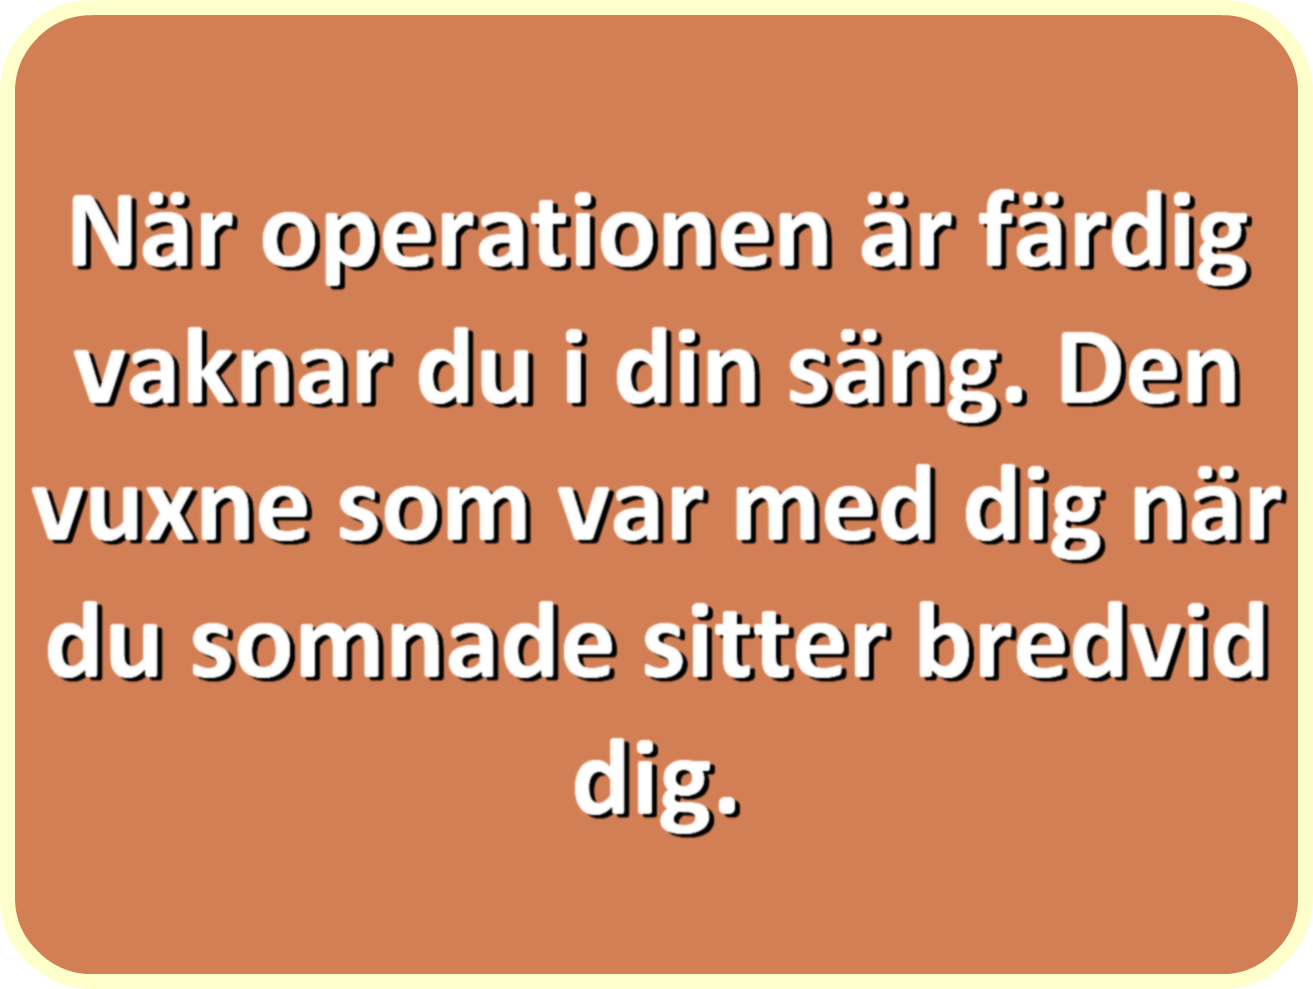 När operationen är färdig
vaknar du i din säng. Den
vuxne som var med dig när
du somnade sitter bredvid
dig.